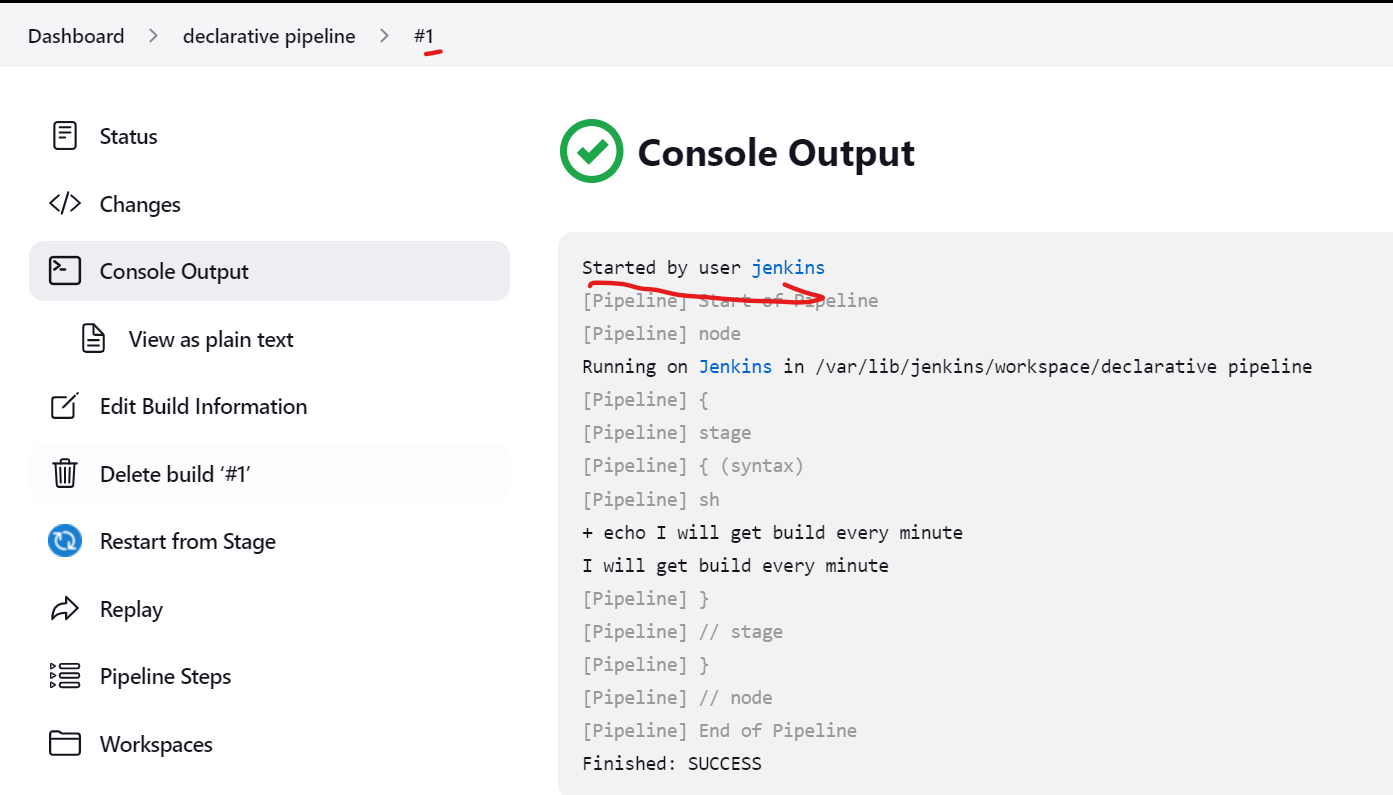 Dashboard > declarative pipeline > #1
Status
Changes
Console Output
View as plain text
Edit Build Information
Delete build ‘#1’
Restart from Stage
Replay
Pipeline Steps
Workspaces
Console Output
Started by user jenkins
[Pipeline] Start of Pipeline
[Pipeline] node
Running on Jenkins in /var/lib/jenkins/workspace/declarative pipeline
[Pipeline] {
[Pipeline] stage
[Pipeline] { (syntax)
[Pipeline] sh
+ echo I will get build every minute
I will get build every minute
[Pipeline] }
[Pipeline] // stage
[Pipeline] }
[Pipeline] // node
[Pipeline] End of Pipeline
Finished: SUCCESS